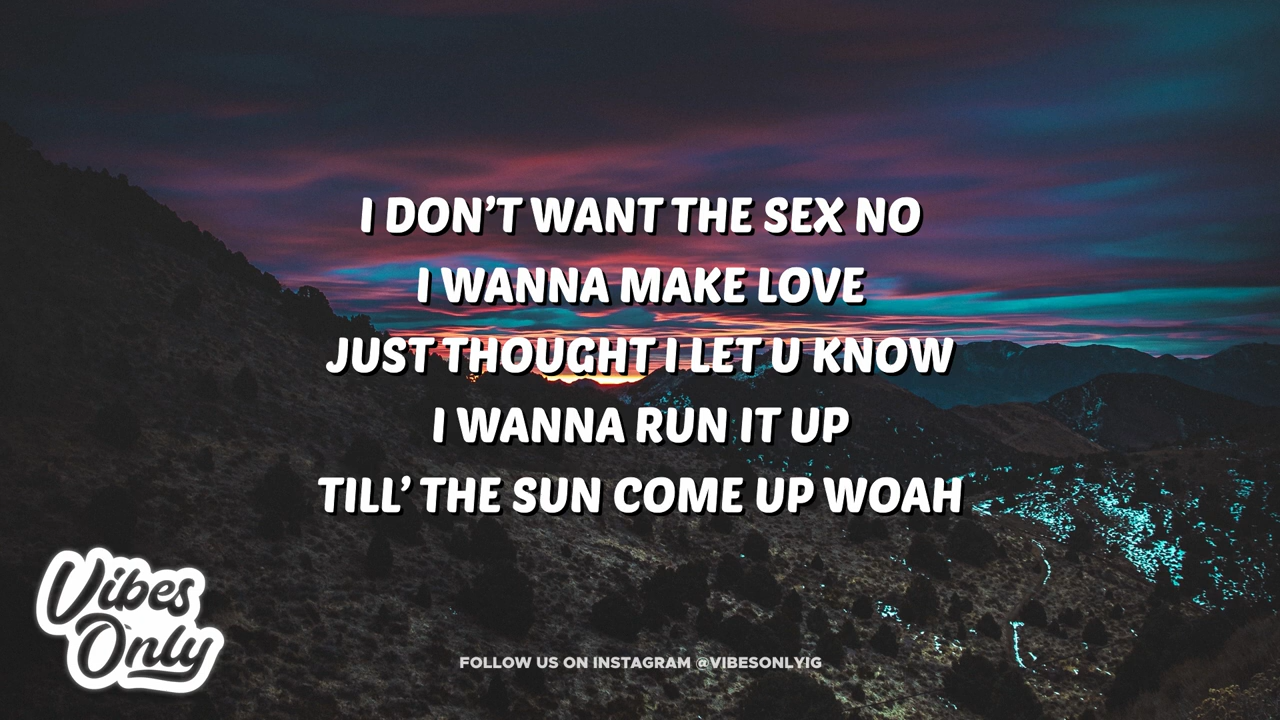 I DON’T WANT THE SEX NO
I WANNA MAKE LOVE
JUST THOUGHT I LET U KNOW
I WANNA RUN IT UP
TILL’ THE SUN COME UP WOAH
Vibes
Only
FOLLOW US ON INSTAGRAM @VIBESONLYIG